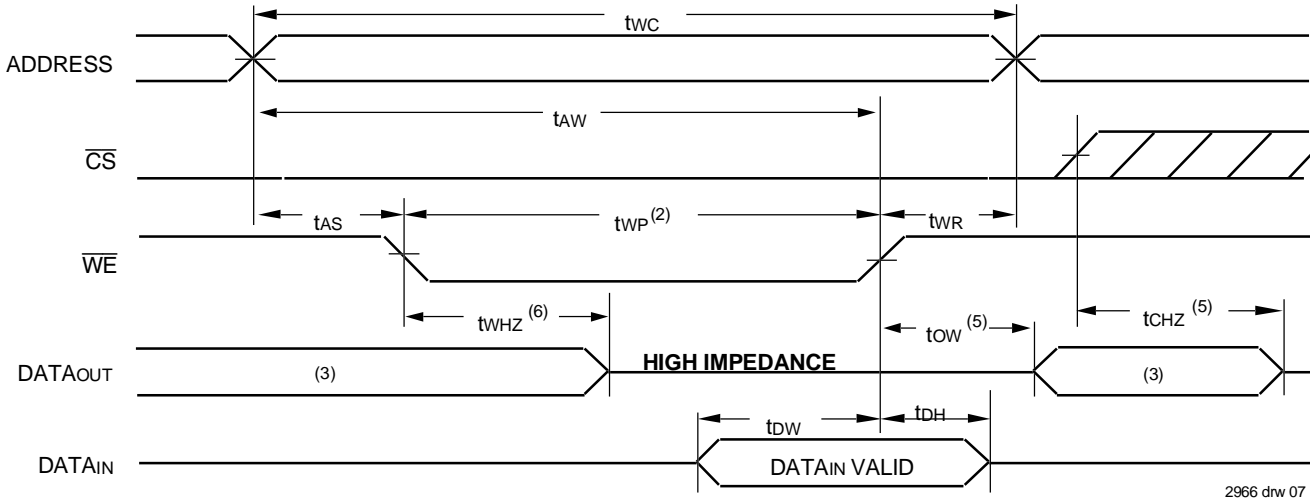 tWC
ADDRESS
tAW
CS
tAS
tWP(2)
tWR
WE
tWHZ(6)
tOW(5)
tCHZ(5)
DATAOUT
(3)
HIGH IMPEDANCE
(3)
tDW
tDH
DATAIN
DATAIN VALID
2966 drw 07